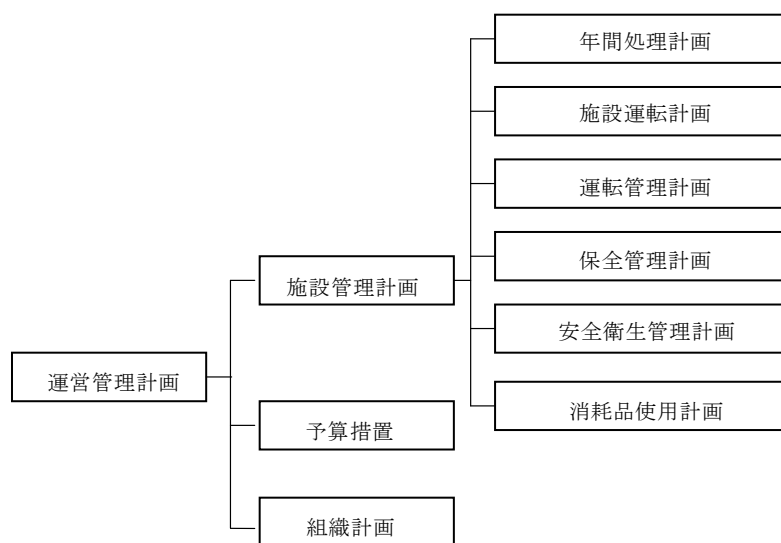 年間処理計画
施設運転計画
運転管理計画
保全管理計画
施設管理計画
安全衛生管理計画
運営管理計画
消耗品使用計画
予算措置
組織計画